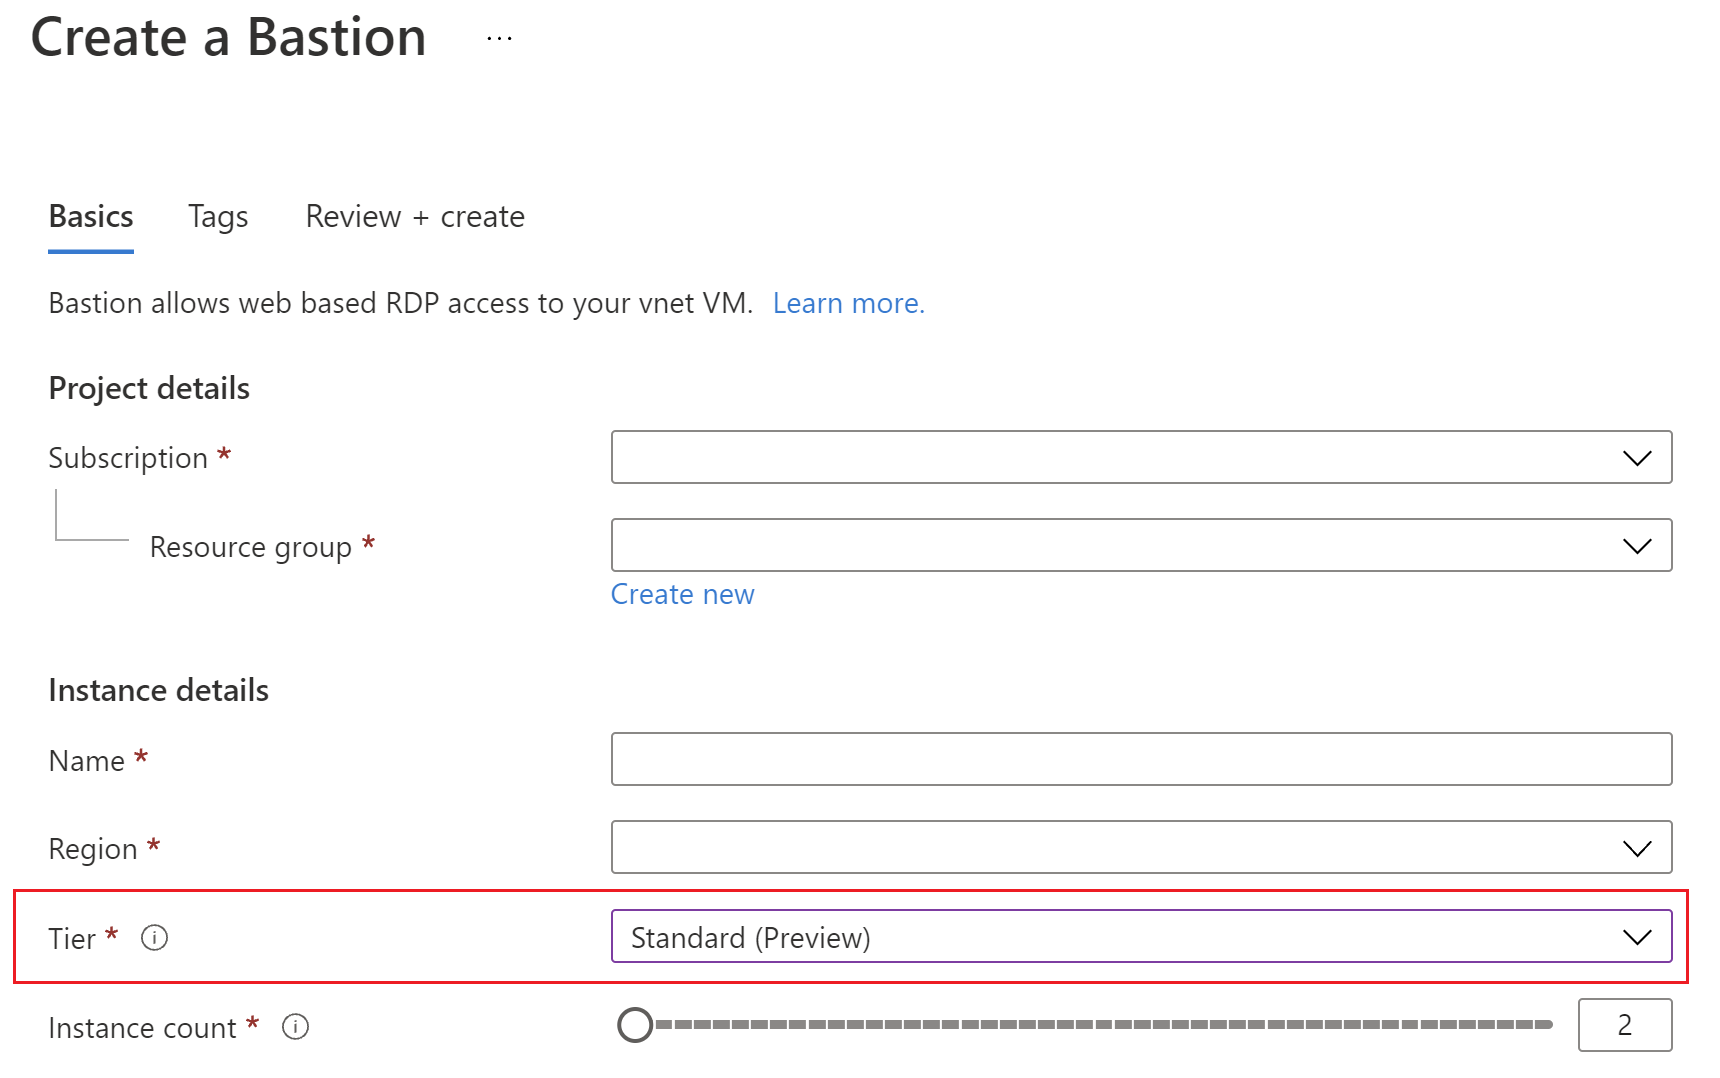 Create a Bastion ...
Basics Tags Review + create
Bastion allows web based RDP access to your vnet VM. Learn more.
Project details
Subscription *
Resource group *
Create new
Instance details
Name *
Region *
Tier * i Standard (Preview)
Instance count * i 2